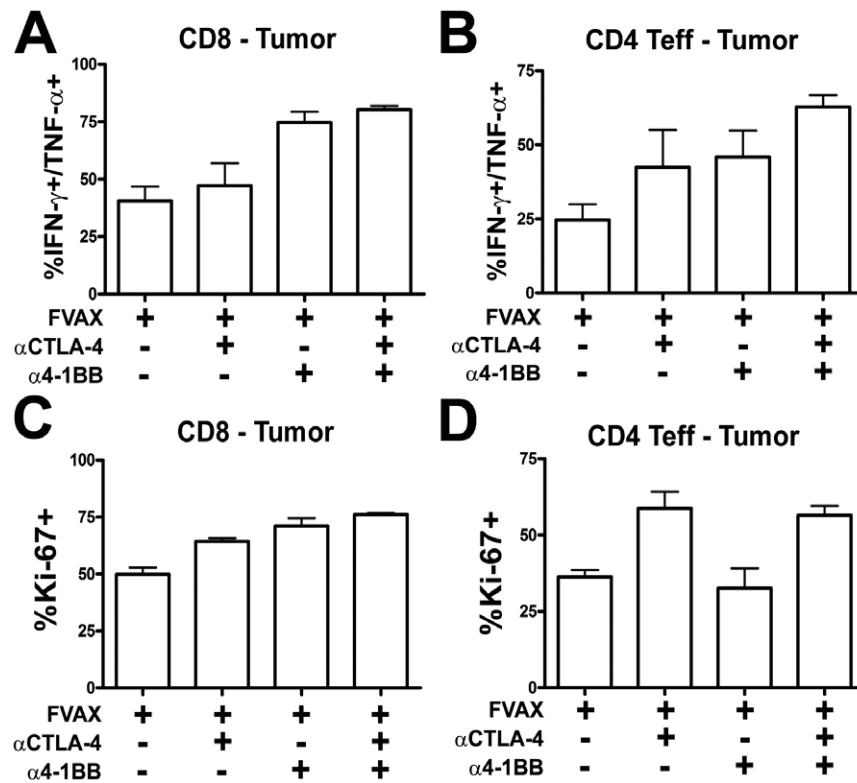 A
CD8 - Tumor
%IFN-γ+/TNF-α+
100
75
50
25
0
FVAX + + + +
αCTLA-4 - + - +
α4-1BB - - + +
B
CD4 Teff - Tumor
%IFN-γ+/TNF-α+
75
50
25
0
FVAX + + + +
αCTLA-4 - + - +
α4-1BB - - + +
C
CD8 - Tumor
%Ki-67+
100
75
50
25
0
FVAX + + + +
αCTLA-4 - + - +
α4-1BB - - + +
D
CD4 Teff - Tumor
%Ki-67+
75
50
25
0
FVAX + + + +
αCTLA-4 - + - +
α4-1BB - - + +